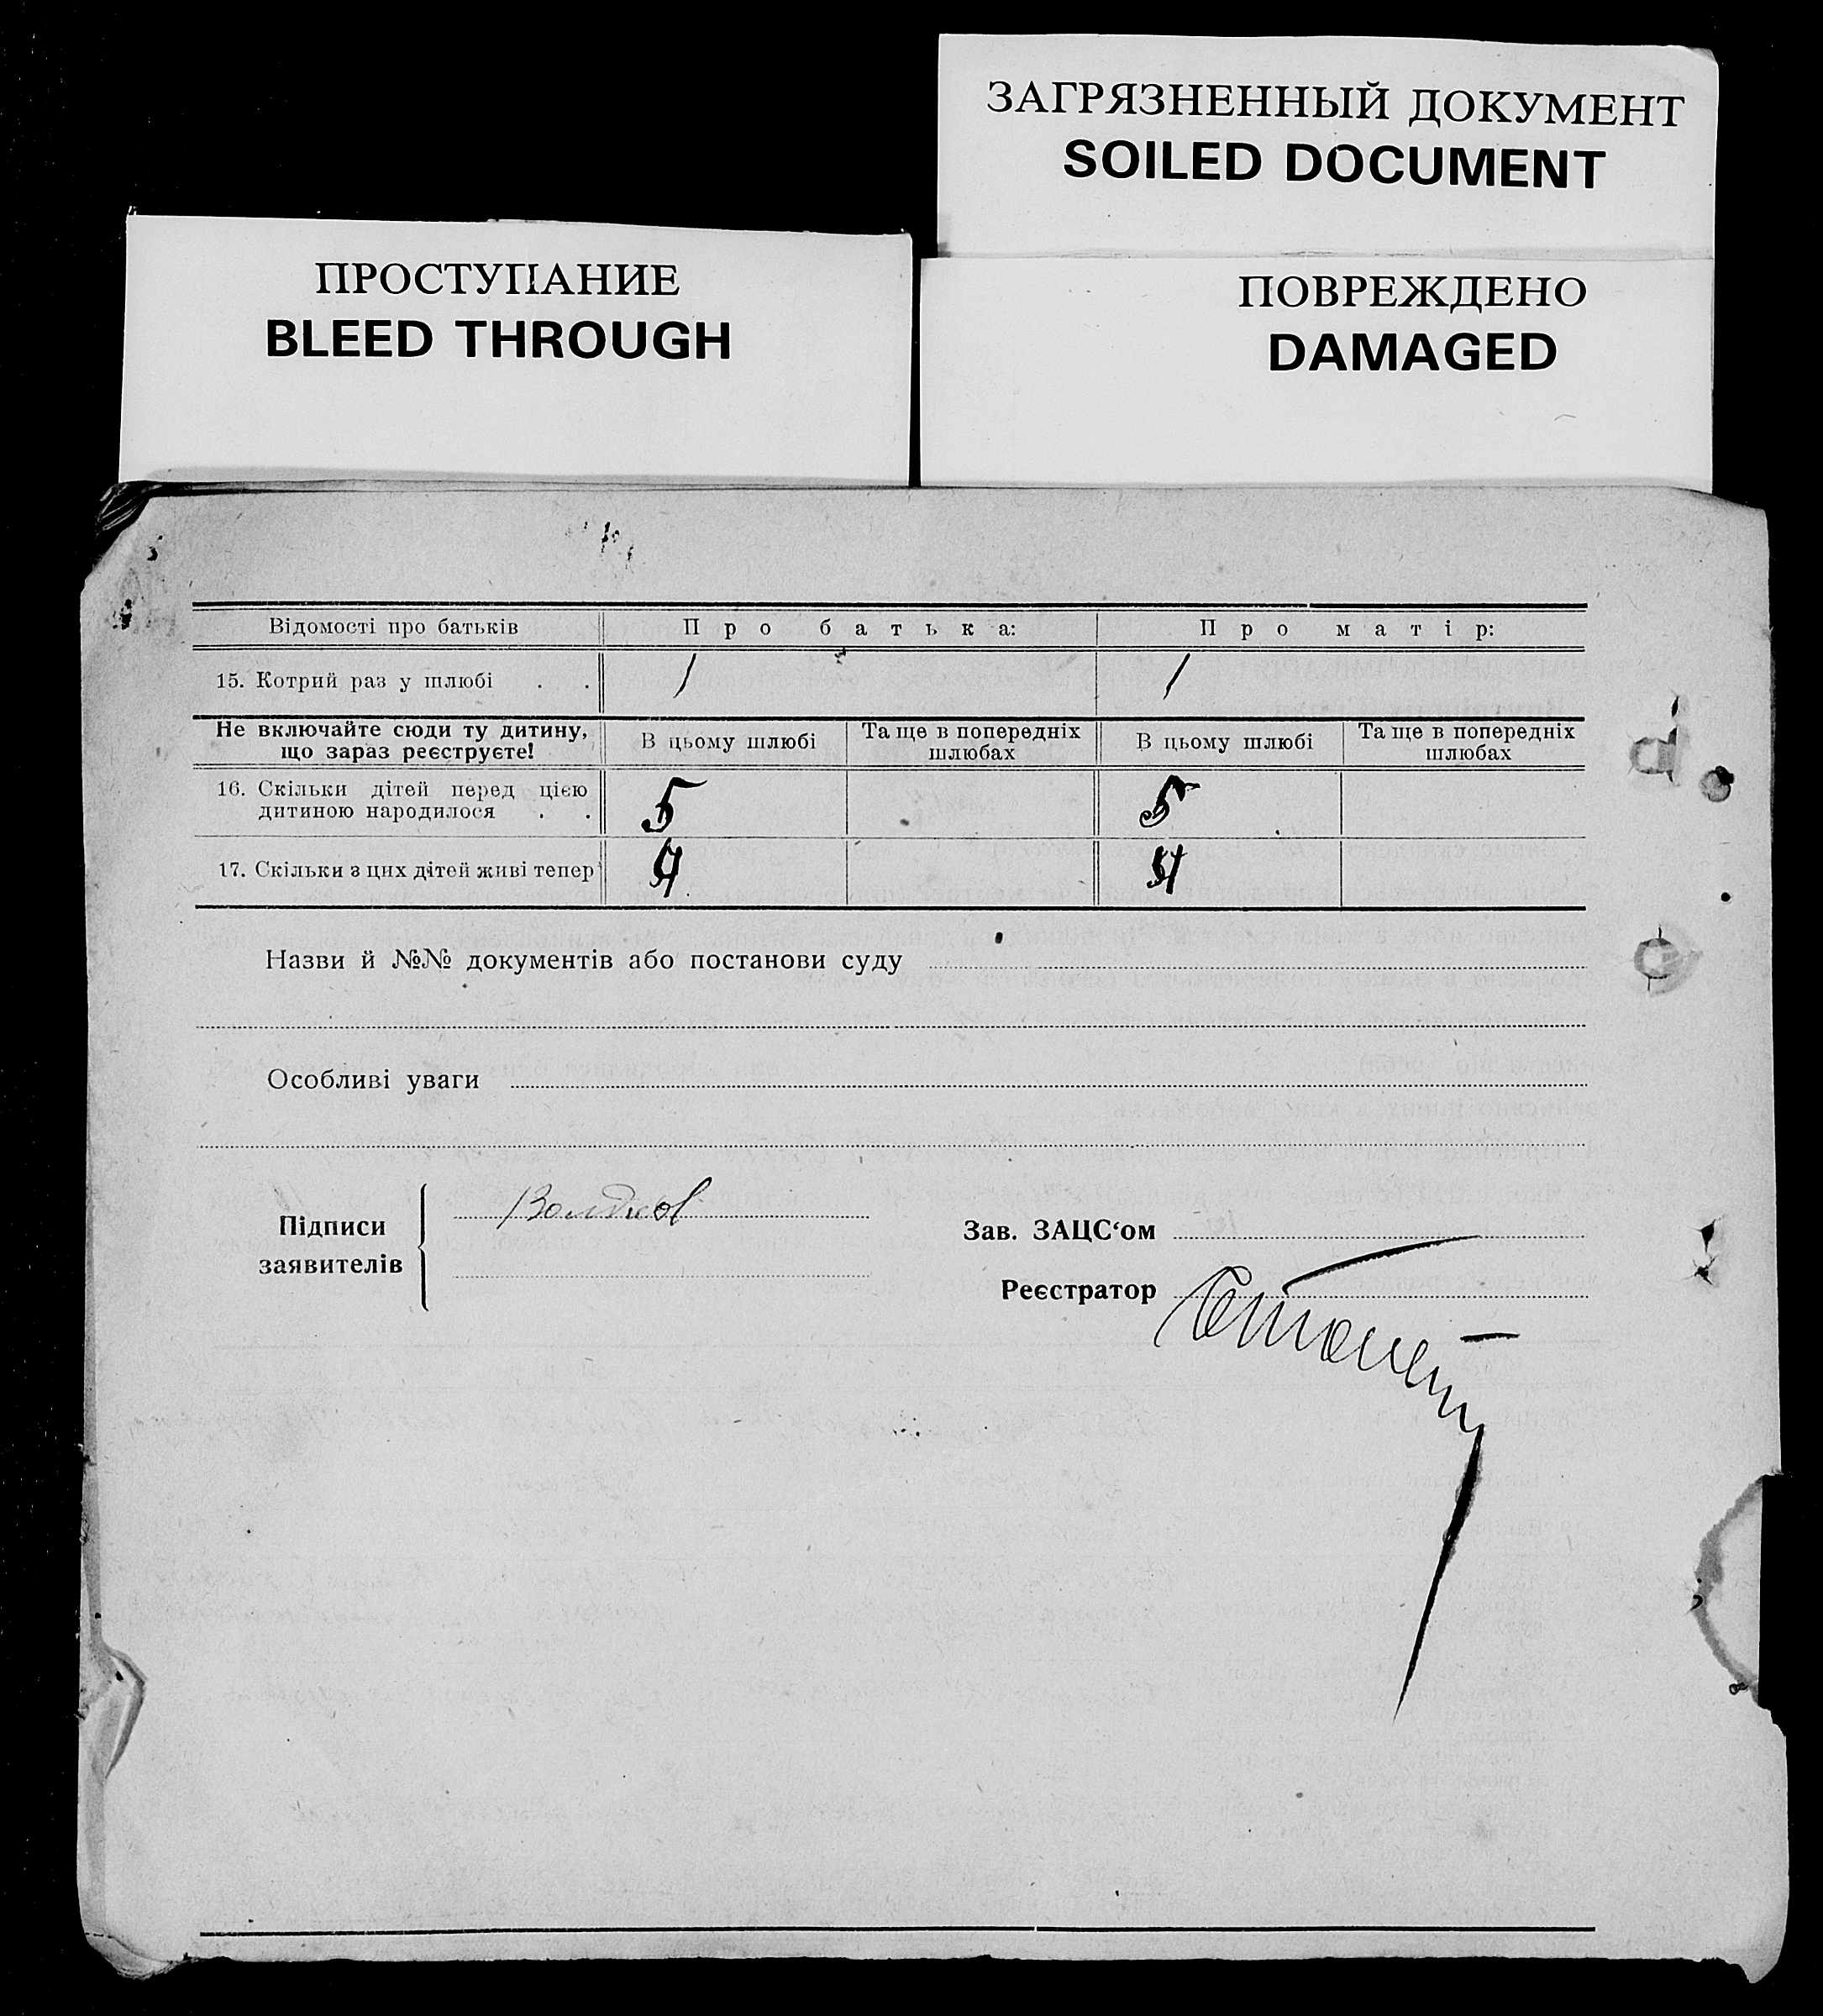 ЗАГРЯЗНЕННЫЙ ДОКУМЕНТ
SOILED DOCUMENT
ПРОСТУПАНИЕ
BLEED THROUGH
ПОВРЕЖДЕНО
DAMAGED
Відомості про батьків Про батька: Про матір:
15. Котрий раз у шлюбі . . 1 1
Не включайте сюди ту дитину, що зараз реєструєте! В цьому шлюбі Та ще в попередніх шлюбах В цьому шлюбі Та ще в попередніх шлюбах
16. Скільки дітей перед цією
дитиною народилося . . 5 5
17. Скільки з цих дітей живі тепер 4 4
Назви й №№ документів або постанови суду
Особливі уваги
Підписи
заявителів
Зав. ЗАЦС‘ом
Реєстратор